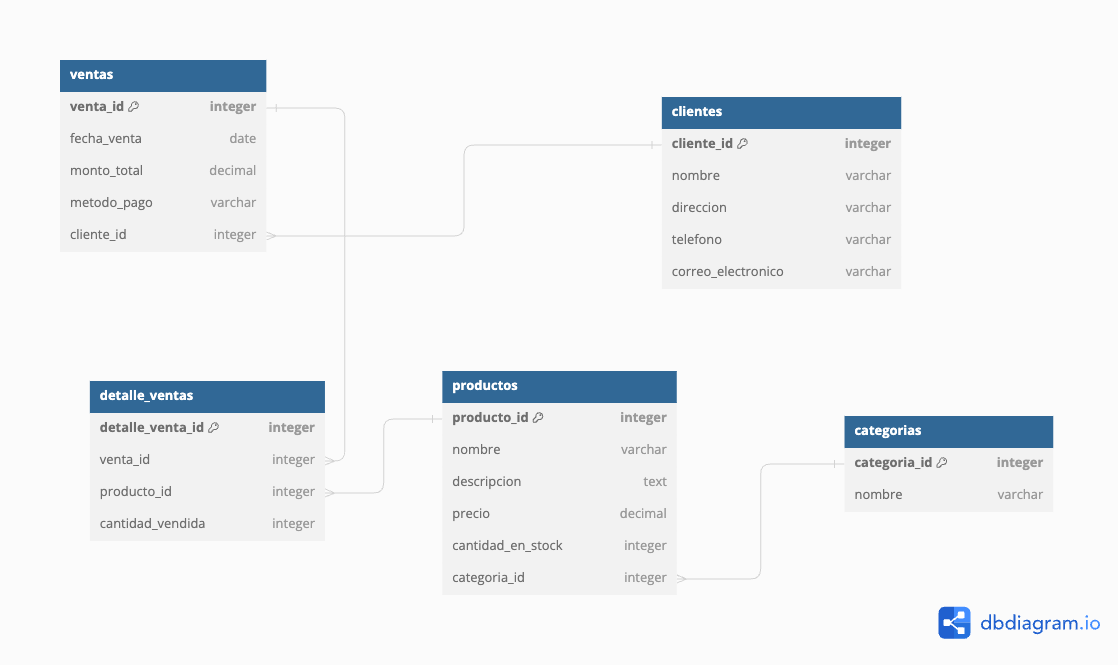 ventas
venta_id integer
fecha_venta date
monto_total decimal
metodo_pago varchar
cliente_id integer
clientes
cliente_id integer
nombre varchar
direccion varchar
telefono varchar
correo_electronico varchar
detalle_ventas
detalle_venta_id integer
venta_id integer
producto_id integer
cantidad_vendida integer
productos
producto_id integer
nombre varchar
descripcion text
precio decimal
cantidad_en_stock integer
categoria_id integer
categorias
categoria_id integer
nombre varchar
dbdiagram.io